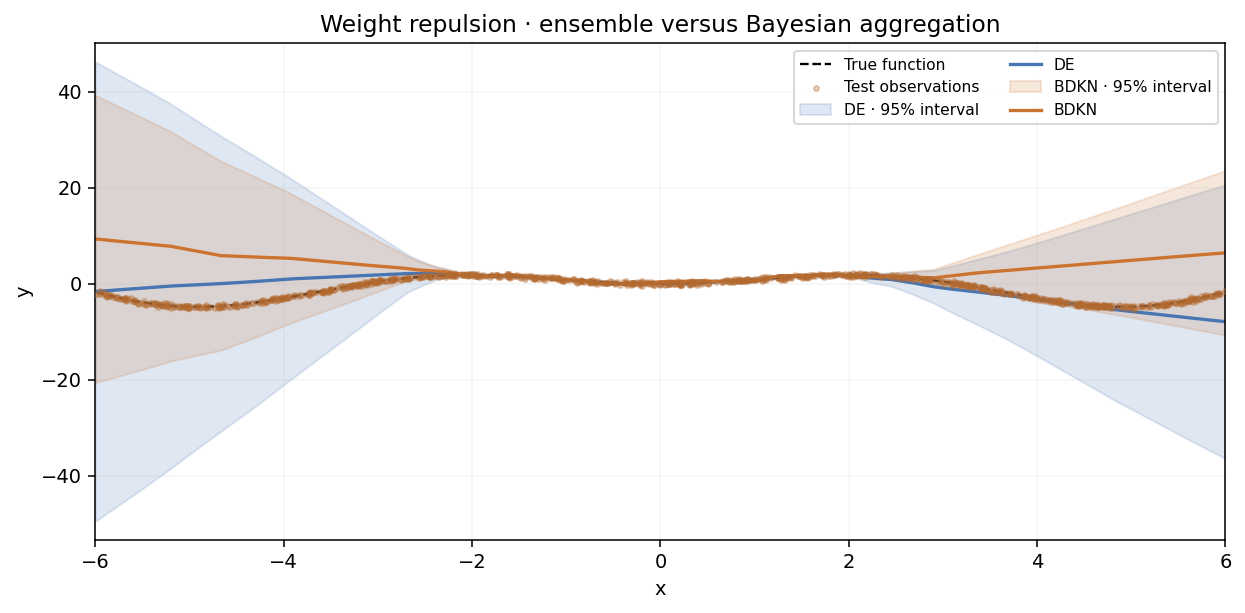 Weight repulsion · ensemble versus Bayesian aggregation
True function
Test observations
DE · 95% interval
DE
BDKN · 95% interval
BDKN
40
20
0
−20
−40
y
−6
−4
−2
0
2
4
6
x